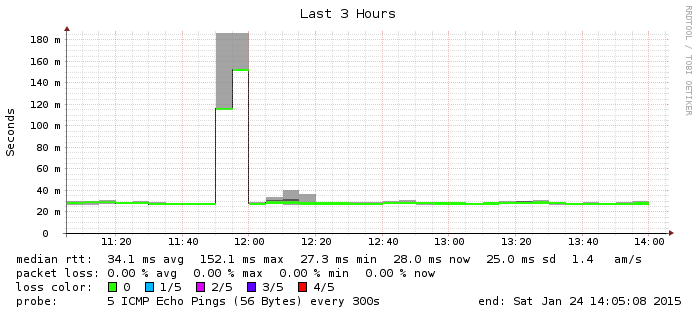 Last 3 Hours
RRDTOOL / TOBI OETIKER
Seconds
180 m
160 m
140 m
120 m
100 m
80 m
60 m
40 m
20 m
0
11:20 11:40 12:00 12:20 12:40 13:00 13:20 13:40 14:00
median rtt: 34.1 ms avg 152.1 ms max 27.3 ms min 28.0 ms now 25.0 ms sd 1.4 am/s
packet loss: 0.00 % avg 0.00 % max 0.00 % min 0.00 % now
loss color: 0 1/5 2/5 3/5 4/5
probe: 5 ICMP Echo Pings (56 Bytes) every 300s end: Sat Jan 24 14:05:08 2015